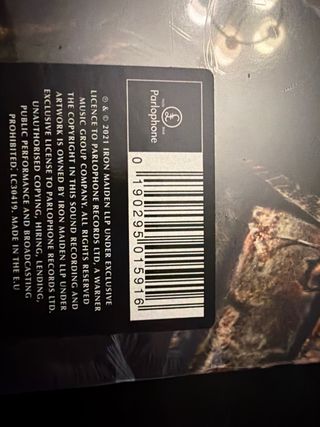 Parlophone
0 190295 015916
℗ & © 2021 IRON MAIDEN LLP UNDER EXCLUSIVE
LICENCE TO PARLOPHONE RECORDS LTD. A WARNER
MUSIC GROUP COMPANY. ALL RIGHTS RESERVED
THE COPYRIGHT IN THIS SOUND RECORDING AND
ARTWORK IS OWNED BY IRON MAIDEN LLP UNDER
EXCLUSIVE LICENSE TO PARLOPHONE RECORDS LTD.
UNAUTHORISED COPYING, HIRING, LENDING,
PUBLIC PERFORMANCE AND BROADCASTING
PROHIBITED. LC30419. MADE IN THE E.U